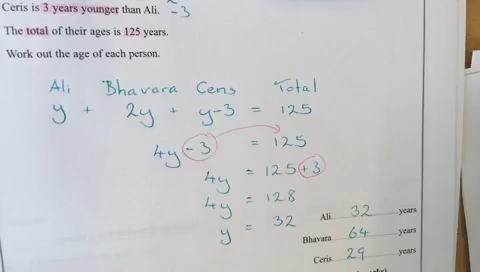 Ceris is 3 years younger than Ali. -3
The total of their ages is 125 years.
Work out the age of each person.
Ali Bhavara Ceris Total
y + 2y + y-3 = 125
4y -3 = 125
4y = 125+3
4y = 128
y = 32
Ali 32 years
Bhavara 64 years
Ceris 29 years